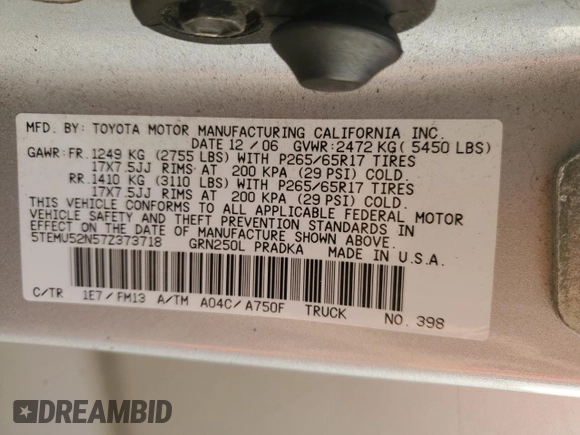 MFD. BY: TOYOTA MOTOR MANUFACTURING CALIFORNIA INC.
DATE 12 / 06 GVWR: 2472 KG ( 5450 LBS)
GAWR: FR. 1249 KG (2755 LBS) WITH P265/65R17 TIRES
17X7.5JJ RIMS AT 200 KPA (29 PSI) COLD.
RR. 1410 KG (3110 LBS) WITH P265/65R17 TIRES
17X7.5JJ RIMS AT 200 KPA (29 PSI) COLD.
THIS VEHICLE CONFORMS TO ALL APPLICABLE FEDERAL MOTOR
VEHICLE SAFETY AND THEFT PREVENTION STANDARDS IN
EFFECT ON THE DATE OF MANUFACTURE SHOWN ABOVE.
5TEMU52N57Z373718 GRN250L PRADKA MADE IN U.S.A.
C/TR 1E7 / FM13 A/TM A04C / A750F TRUCK NO. 398
DREAMBID